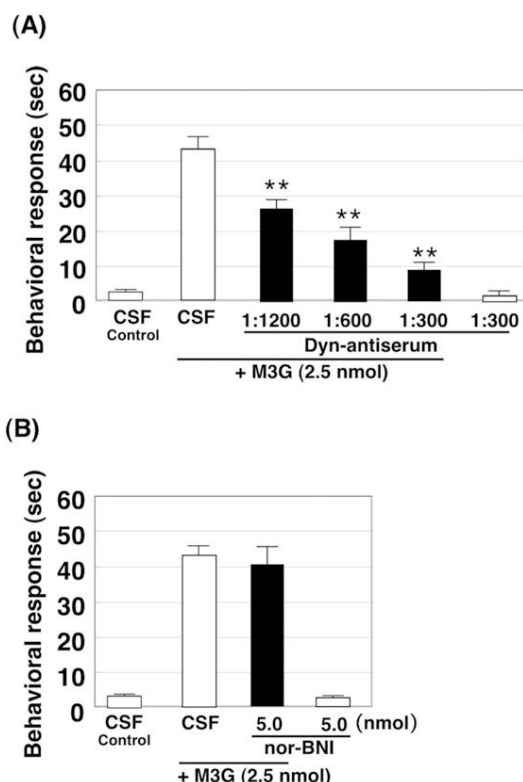 (A)
Behavioral response (sec)
60
50
40
30
20
10
0
** ** **
CSF CSF 1:1200 1:600 1:300 1:300
Control
Dyn-antiserum
+ M3G (2.5 nmol)
(B)
Behavioral response (sec)
60
50
40
30
20
10
0
CSF CSF 5.0 5.0 (nmol)
Control
nor-BNI
+ M3G (2.5 nmol)